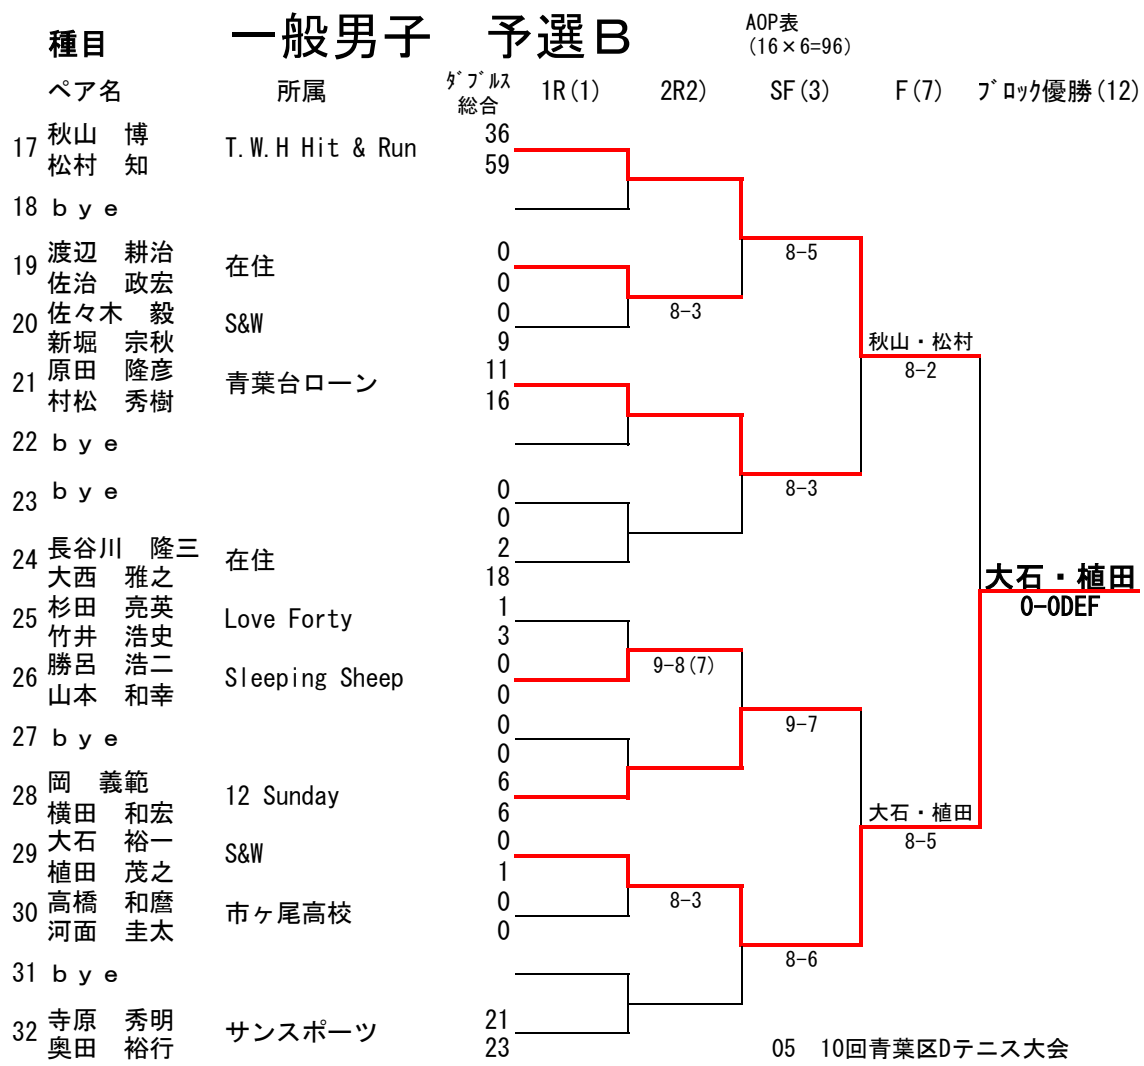 種目　一般男子　予選Ｂ　AOP表
(16×6=96)
ペア名　所属　ﾀﾞﾌﾞﾙｽ総合　1R(1)　2R2)　SF(3)　F(7)　ﾌﾞﾛｯｸ優勝(12)
17 秋山　博　T.W.H Hit & Run　36
松村　知　59
18 ｂｙｅ
19 渡辺　耕治　在住　0
佐治　政宏　0
8-5
20 佐々木　毅　S&W　0
新堀　宗秋　9
8-3
秋山・松村
8-2
21 原田　隆彦　青葉台ローン　11
村松　秀樹　16
22 ｂｙｅ
23 ｂｙｅ　0
0
8-3
24 長谷川　隆三　在住　2
大西　雅之　18
大石・植田
0-0DEF
25 杉田　亮英　Love Forty　1
竹井　浩史　3
26 勝呂　浩二　Sleeping Sheep　0
山本　和幸　0
9-8(7)
27 ｂｙｅ　0
0
9-7
28 岡　義範　12 Sunday　6
横田　和宏　6
大石・植田
8-5
29 大石　裕一　S&W　0
植田　茂之　1
30 高橋　和麿　市ヶ尾高校　0
河面　圭太　0
8-3
31 ｂｙｅ
8-6
32 寺原　秀明　サンスポーツ　21
奥田　裕行　23
05　10回青葉区Dテニス大会